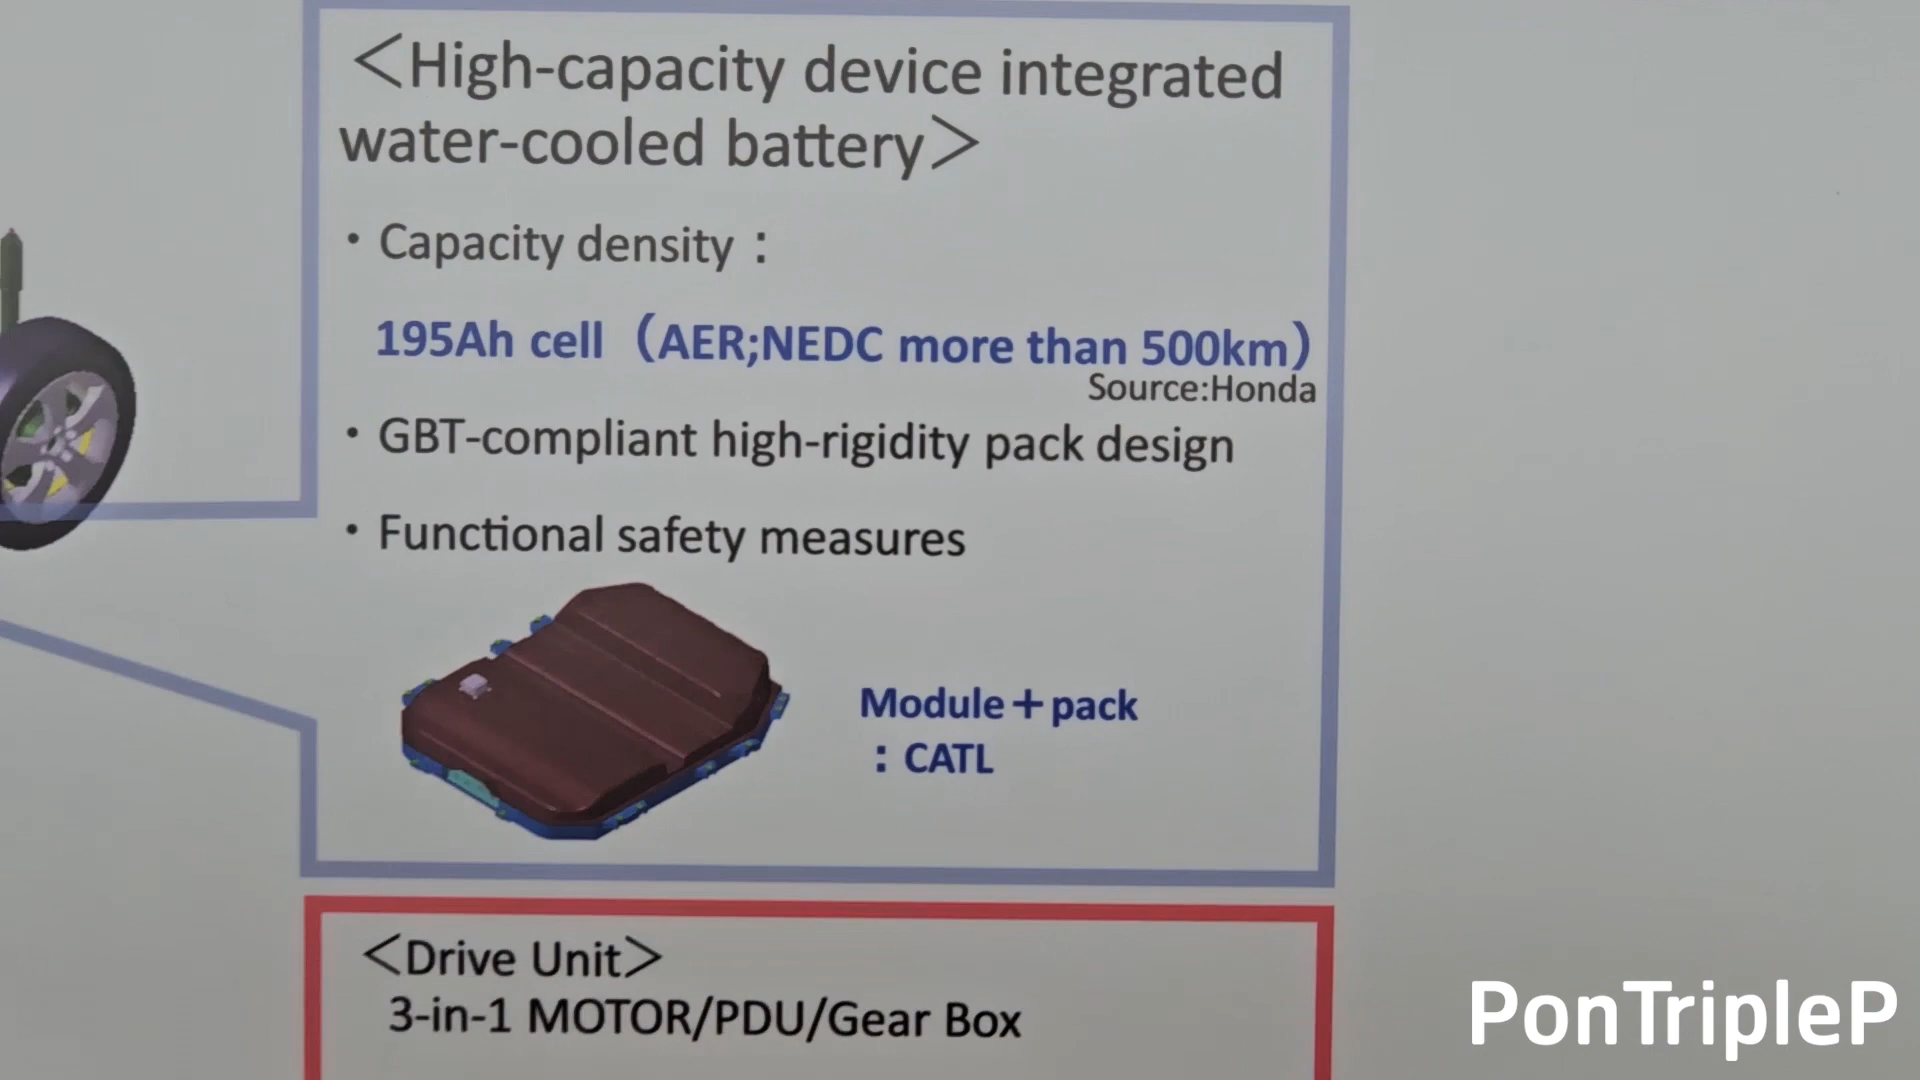 ＜High-capacity device integrated
water-cooled battery＞
・Capacity density：
195Ah cell（AER;NEDC more than 500km）
Source:Honda
・GBT-compliant high-rigidity pack design
・Functional safety measures
Module＋pack
：CATL
＜Drive Unit＞
3-in-1 MOTOR/PDU/Gear Box
PonTripleP